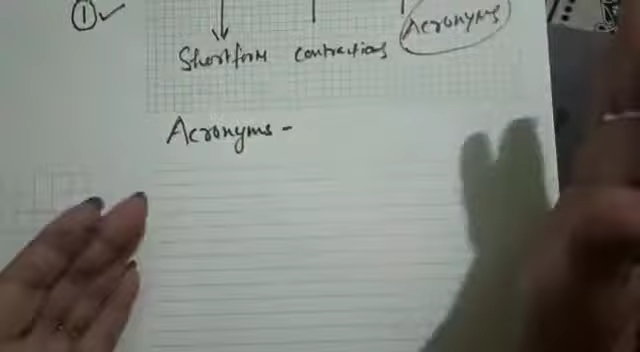 ① ✓
Shortform contractions Acronyms
Acronyms -